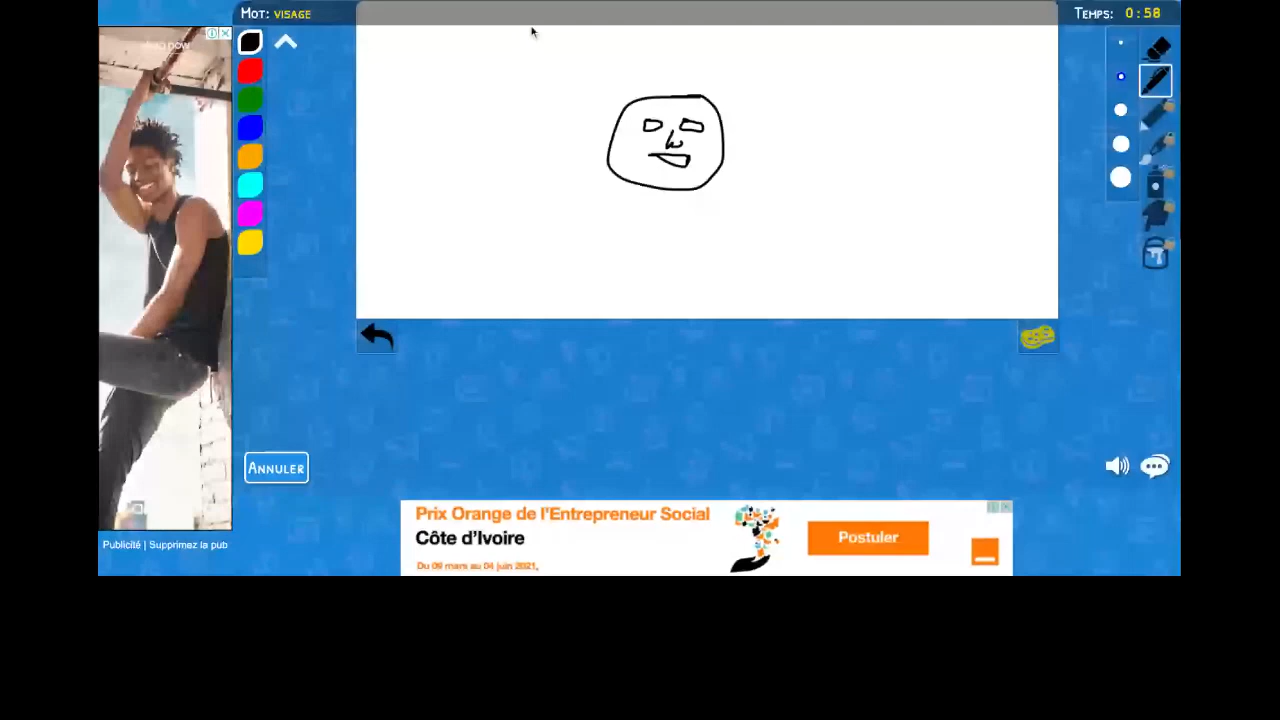 MOT: VISAGE
TEMPS: 0:58
ANNULER
Publicité | Supprimez la pub
Prix Orange de l'Entrepreneur Social
Côte d'Ivoire
Du 09 mars au 04 juin 2021,
Postuler